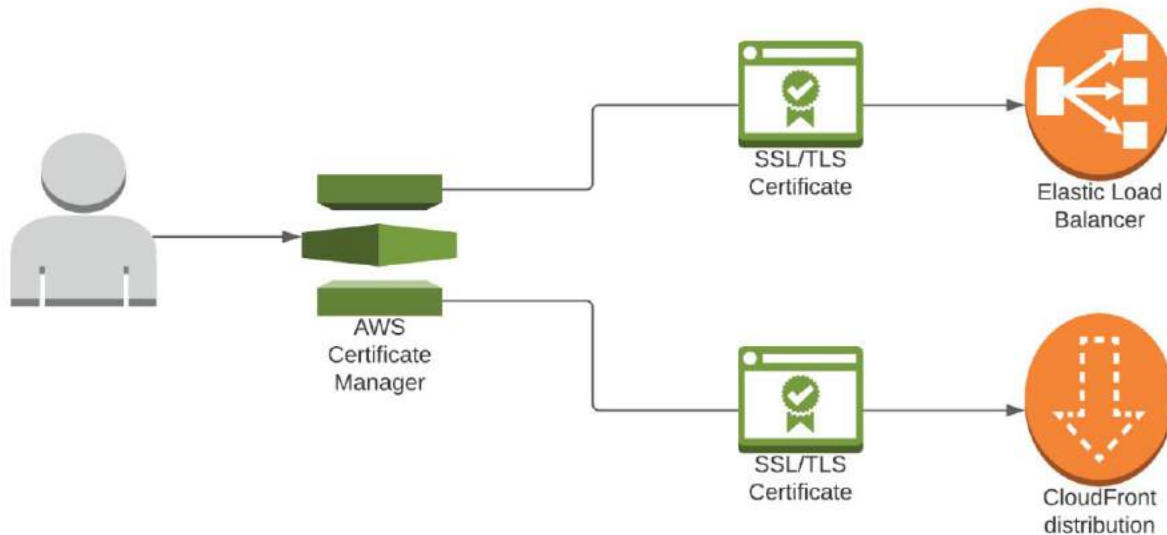 SSL/TLS
Certificate
Elastic Load
Balancer
AWS
Certificate
Manager
SSL/TLS
Certificate
CloudFront
distribution